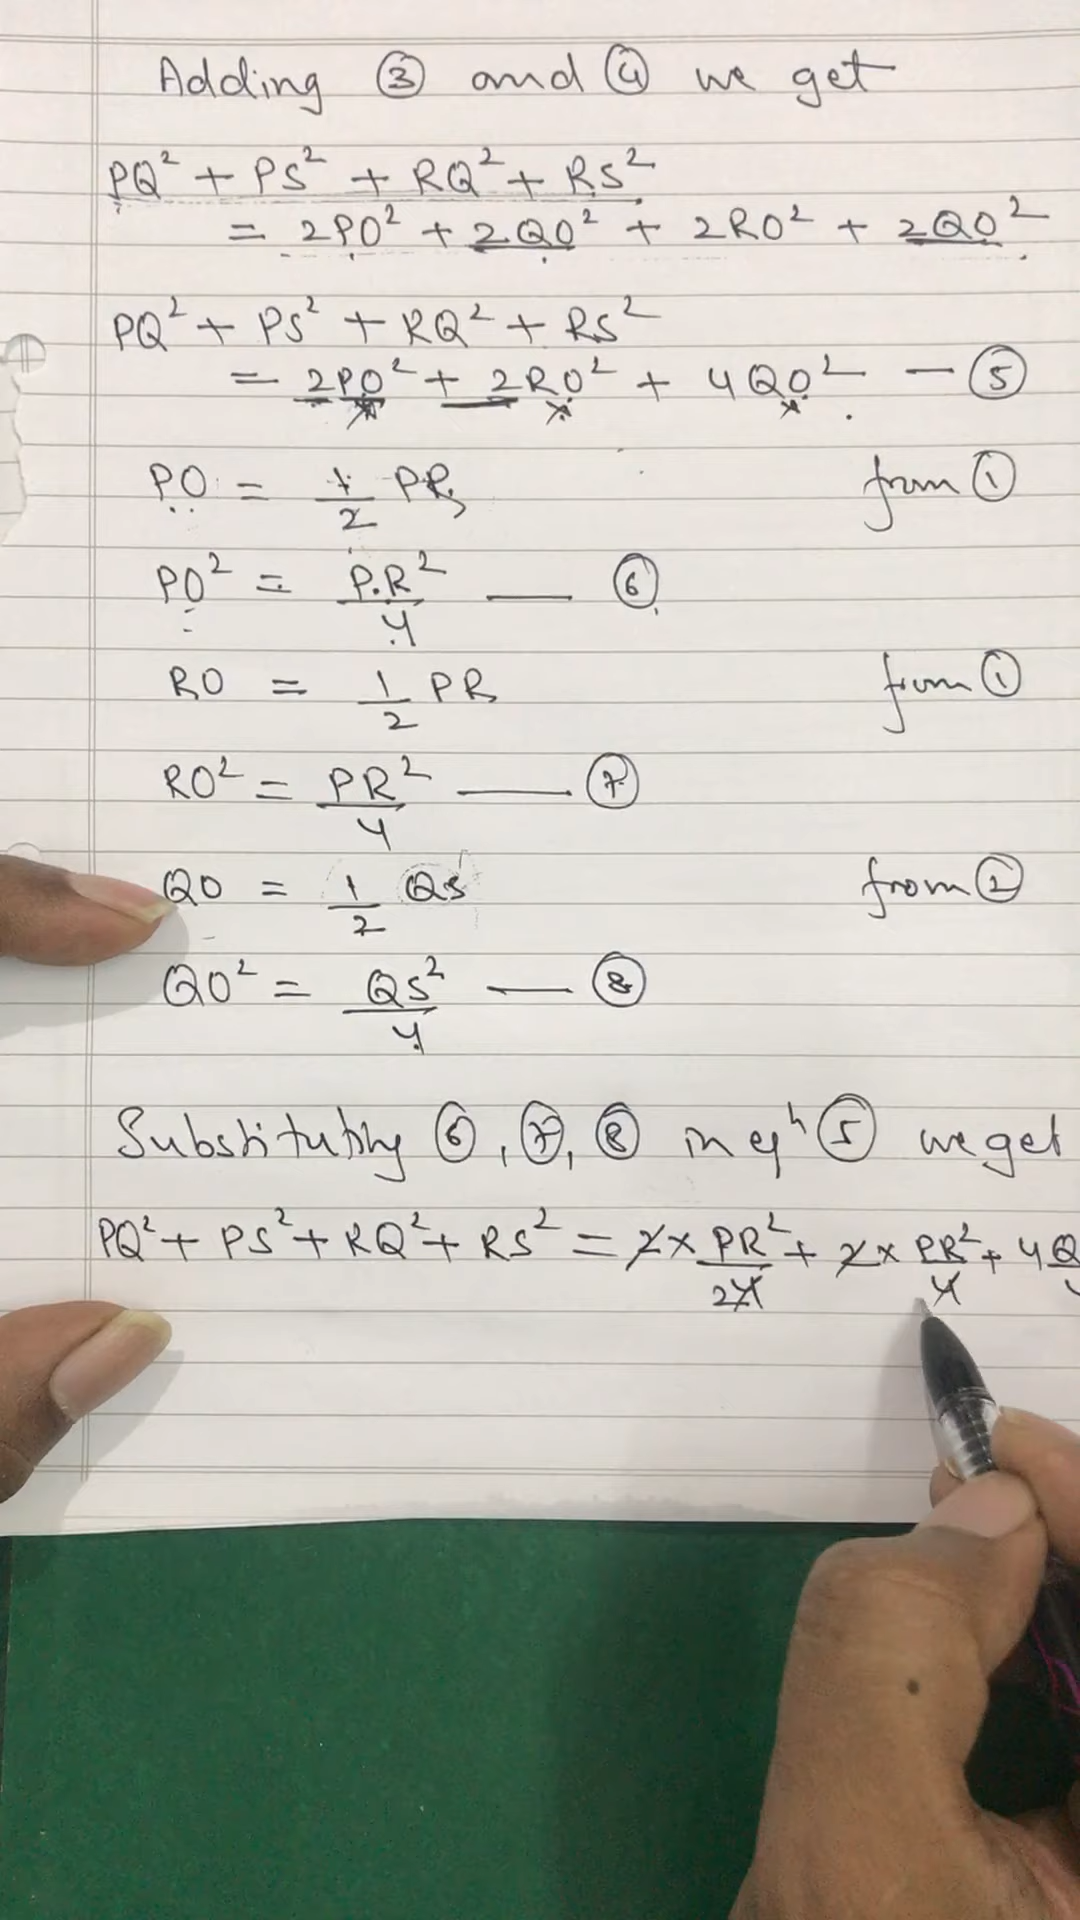 Adding ③ and ④ we get
PQ² + PS² + RQ² + RS²
= 2PO² + 2QO² + 2RO² + 2QO²
PQ² + PS² + RQ² + RS²
= 2PO² + 2RO² + 4QO² — ⑤
PO = 1/2 PR from ①
PO² = PR²/4 — ⑥
RO = 1/2 PR from ①
RO² = PR²/4 — ⑦
QO = 1/2 QS from ②
QO² = QS²/4 — ⑧
Substituting ⑥, ⑦, ⑧ in eqⁿ ⑤ we get
PQ² + PS² + RQ² + RS² = 2 × PR²/24 + 2 × PR²/4 + 4Q